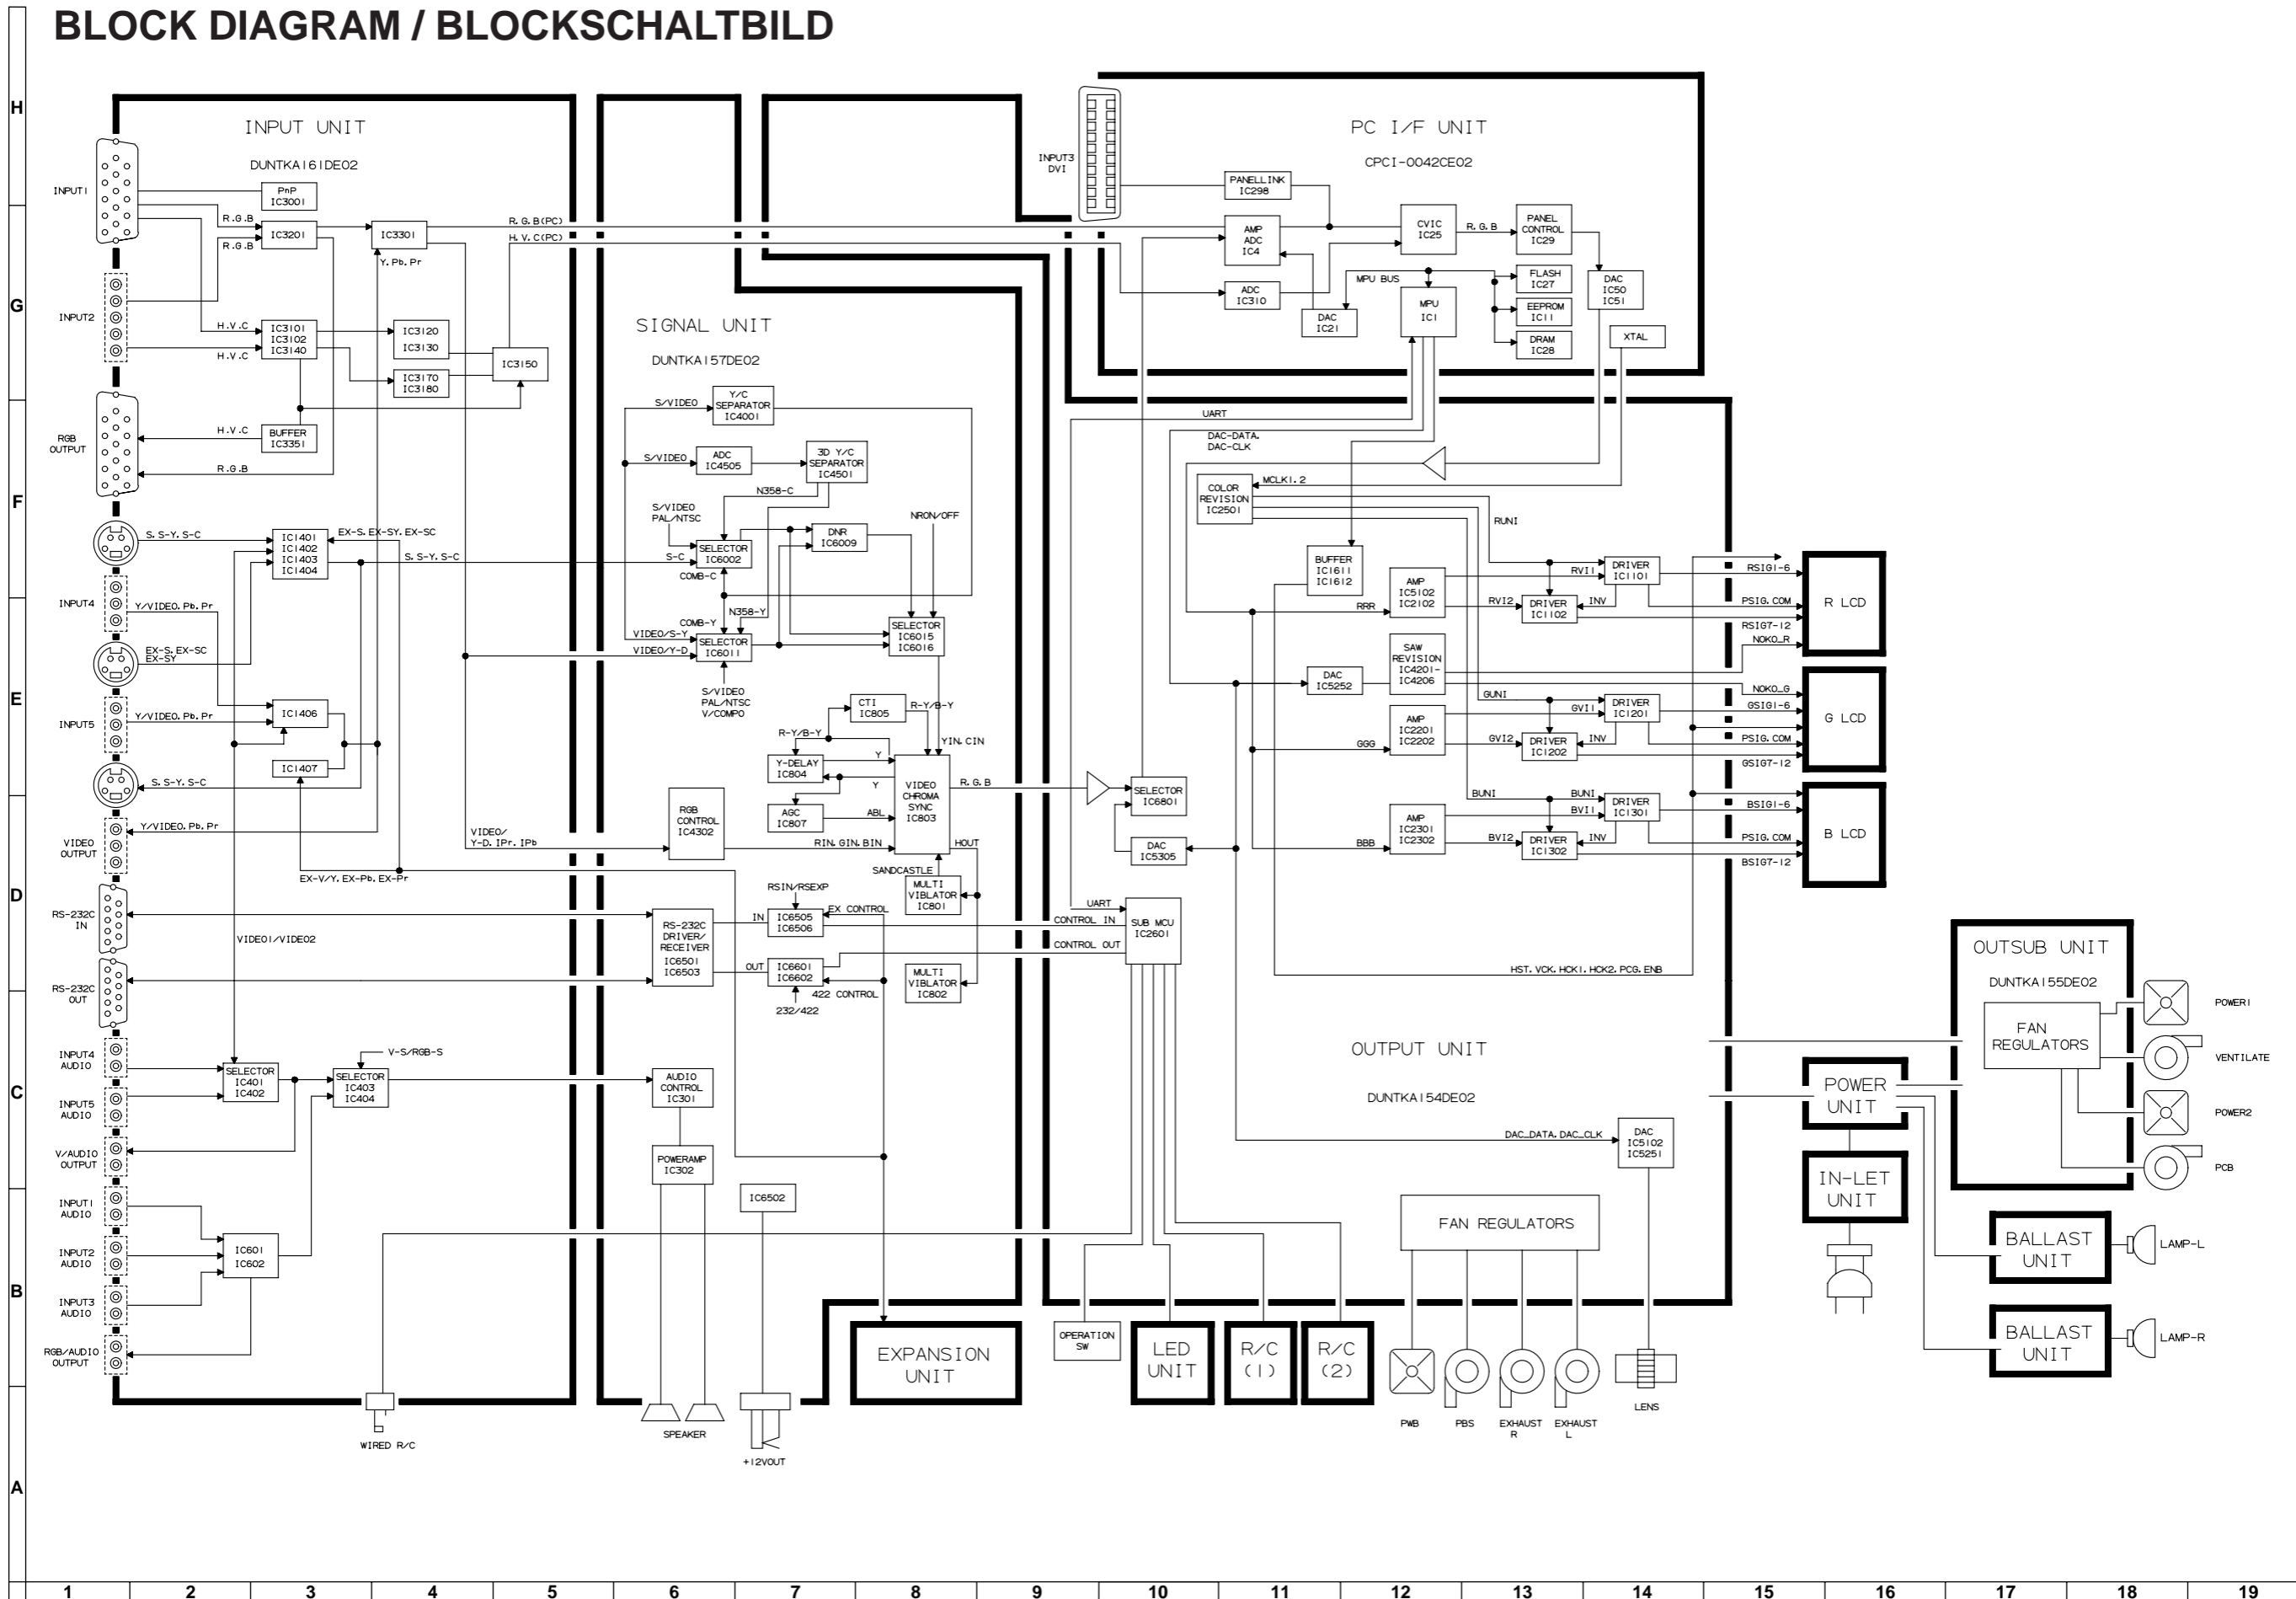 BLOCK DIAGRAM / BLOCKSCHALTBILD
H
G
F
E
D
C
B
A
INPUT UNIT
DUNTKA161DE02
INPUT1
PnP
IC3001
R.G.B
R.G.B
IC3201
IC3301
Y.Pb.Pr
R.G.B(PC)
H.V.C(PC)
INPUT2
H.V.C
H.V.C
IC3101
IC3102
IC3140
IC3120
IC3130
IC3170
IC3180
IC3150
RGB
OUTPUT
H.V.C
BUFFER
IC3351
R.G.B
S.S-Y.S-C
IC1401
IC1402
IC1403
IC1404
EX-S.EX-SY.EX-SC
S.S-Y.S-C
INPUT4
Y/VIDEO.Pb.Pr
EX-S.EX-SC
EX-SY
INPUT5
Y/VIDEO.Pb.Pr
IC1406
IC1407
S.S-Y.S-C
VIDEO
OUTPUT
Y/VIDEO.Pb.Pr
VIDEO/
Y-D.IPr.IPb
EX-V/Y.EX-Pb.EX-Pr
RS-232C
IN
VIDEO1/VIDEO2
RS-232C
OUT
INPUT4
AUDIO
INPUT5
AUDIO
V/AUDIO
OUTPUT
INPUT1
AUDIO
INPUT2
AUDIO
INPUT3
AUDIO
RGB/AUDIO
OUTPUT
SELECTOR
IC401
IC402
V-S/RGB-S
SELECTOR
IC403
IC404
IC601
IC602
WIRED R/C
SIGNAL UNIT
DUNTKA157DE02
S/VIDEO
Y/C
SEPARATOR
IC4001
S/VIDEO
ADC
IC4505
3D Y/C
SEPARATOR
IC4501
N358-C
S/VIDEO
PAL/NTSC
S-C
SELECTOR
IC6002
COMB-C
DNR
IC6009
NRON/OFF
N358-Y
COMB-Y
VIDEO/S-Y
VIDEO/Y-D
SELECTOR
IC6011
SELECTOR
IC6015
IC6016
S/VIDEO
PAL/NTSC
V/COMPO
CTI
IC805
R-Y/B-Y
R-Y/B-Y
YIN.CIN
Y-DELAY
IC804
Y
Y
VIDEO
CHROMA
SYNC
IC803
R.G.B
AGC
IC807
ABL
RGB
CONTROL
IC4302
RIN.GIN.BIN
HOUT
SANDCASTLE
MULTI
VIBLATOR
IC801
RSIN/RSEXP
RS-232C
DRIVER/
RECEIVER
IC6501
IC6503
IN
IC6505
IC6506
EX CONTROL
OUT
IC6601
IC6602
422 CONTROL
232/422
MULTI
VIBLATOR
IC802
AUDIO
CONTROL
IC301
POWERAMP
IC302
IC6502
SPEAKER
+12VOUT
EXPANSION
UNIT
INPUT3
DVI
PC I/F UNIT
CPCI-0042CE02
PANELLINK
IC298
AMP
ADC
IC4
CVIC
IC25
R.G.B
PANEL
CONTROL
IC29
ADC
IC310
MPU BUS
DAC
IC21
MPU
IC1
FLASH
IC27
EEPROM
IC11
DRAM
IC28
DAC
IC50
IC51
XTAL
UART
DAC-DATA.
DAC-CLK
COLOR
REVISION
IC2501
MCLK1.2
RUNI
BUFFER
IC1611
IC1612
AMP
IC5102
IC2102
RRR
RVI1
RVI2
DRIVER
IC1101
DRIVER
IC1102
INV
RSIG1-6
PSIG.COM
RSIG7-12
NOKO_R
R LCD
SAW
REVISION
IC4201-
IC4206
DAC
IC5252
GUNI
NOKO_G
AMP
IC2201
IC2202
GGG
GVI1
GVI2
DRIVER
IC1201
DRIVER
IC1202
INV
GSIG1-6
PSIG.COM
GSIG7-12
G LCD
SELECTOR
IC6801
DAC
IC5305
BUNI
BUNI
AMP
IC2301
IC2302
BBB
BVI1
BVI2
DRIVER
IC1301
DRIVER
IC1302
INV
BSIG1-6
PSIG.COM
BSIG7-12
B LCD
UART
CONTROL IN
CONTROL OUT
SUB MCU
IC2601
HST.VCK.HCK1.HCK2.PCG.ENB
OUTPUT UNIT
DUNTKA154DE02
DAC_DATA.DAC_CLK
DAC
IC5102
IC5251
FAN REGULATORS
OPERATION
SW
LED
UNIT
R/C
(1)
R/C
(2)
PWB
PBS
EXHAUST
R
EXHAUST
L
LENS
POWER
UNIT
IN-LET
UNIT
OUTSUB UNIT
DUNTKA155DE02
FAN
REGULATORS
POWER1
VENTILATE
POWER2
PCB
BALLAST
UNIT
LAMP-L
BALLAST
UNIT
LAMP-R
1 2 3 4 5 6 7 8 9 10 11 12 13 14 15 16 17 18 19